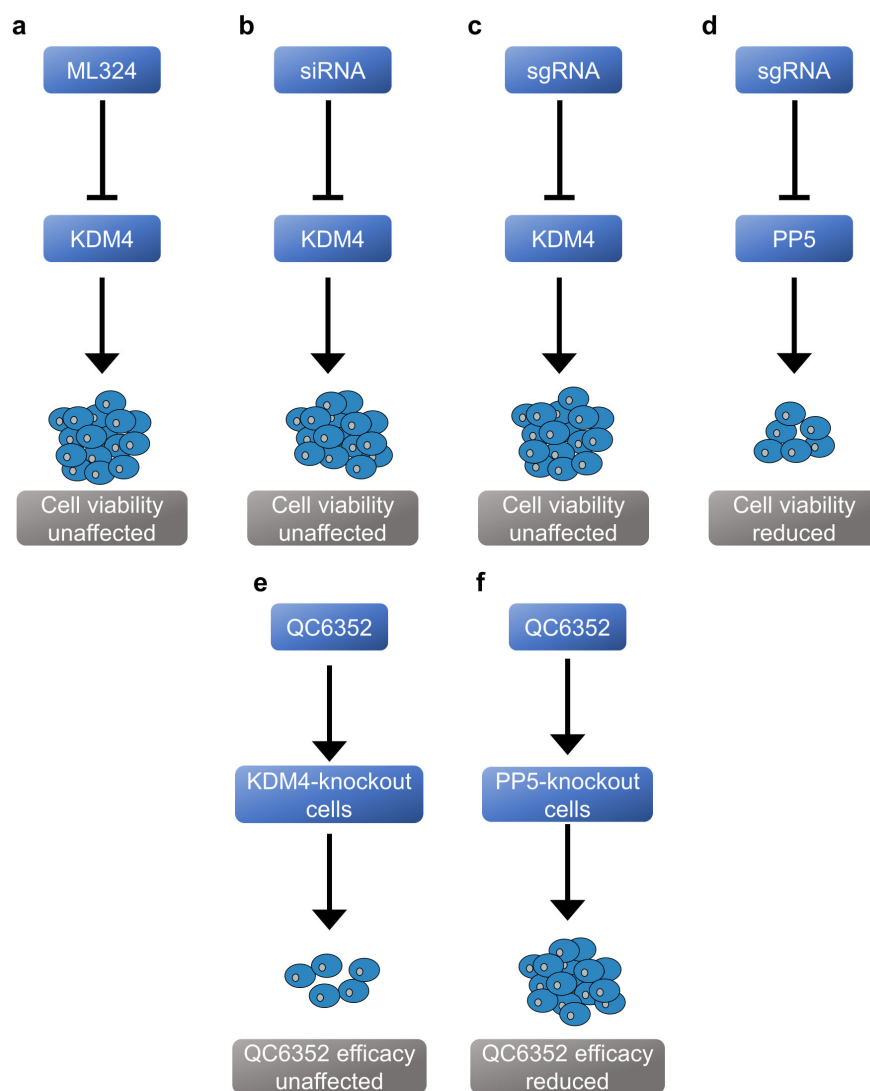 a
ML324
KDM4
Cell viability
unaffected
b
siRNA
KDM4
Cell viability
unaffected
c
sgRNA
KDM4
Cell viability
unaffected
d
sgRNA
PP5
Cell viability
reduced
e
QC6352
KDM4-knockout
cells
QC6352 efficacy
unaffected
f
QC6352
PP5-knockout
cells
QC6352 efficacy
reduced